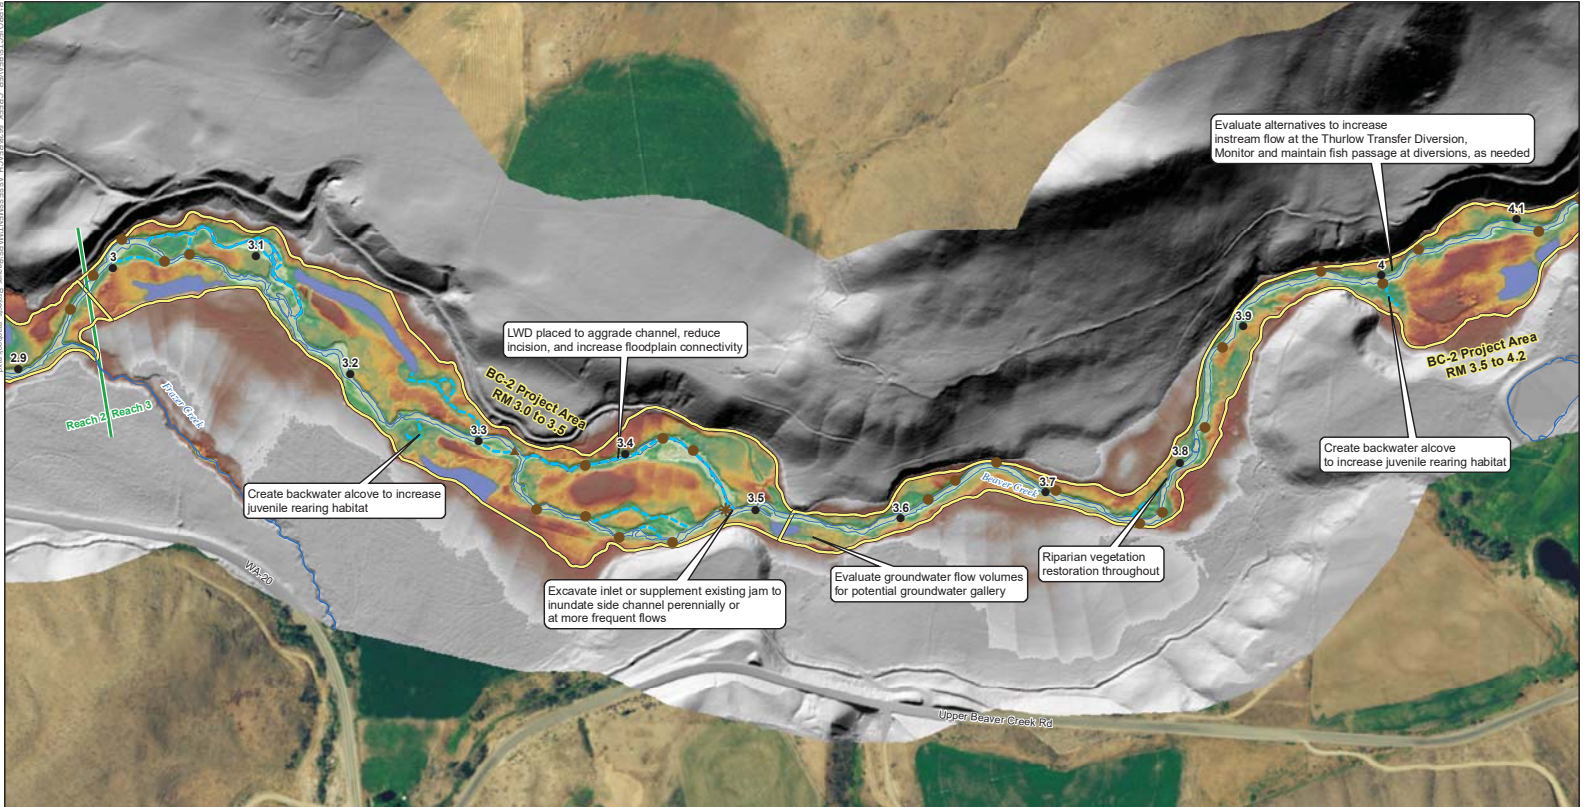 Evaluate alternatives to increase
instream flow at the Thurlow Transfer Diversion,
Monitor and maintain fish passage at diversions, as needed
4.1
4
3.1
3
3.9
LWD placed to aggrade channel, reduce
incision, and increase floodplain connectivity
BC-2 Project Area
RM 3.5 to 4.2
2.9
3.2
BC-2 Project Area
RM 3.0 to 3.5
Frazer Creek
Reach 2
Reach 3
3.3
3.4
3.8
Create backwater alcove
to increase juvenile rearing habitat
Beaver Creek
3.7
Create backwater alcove to increase
juvenile rearing habitat
3.5
3.6
Riparian vegetation
restoration throughout
WA-20
Evaluate groundwater flow volumes
for potential groundwater gallery
Excavate inlet or supplement existing jam to
inundate side channel perennially or
at more frequent flows
Upper Beaver Creek Rd